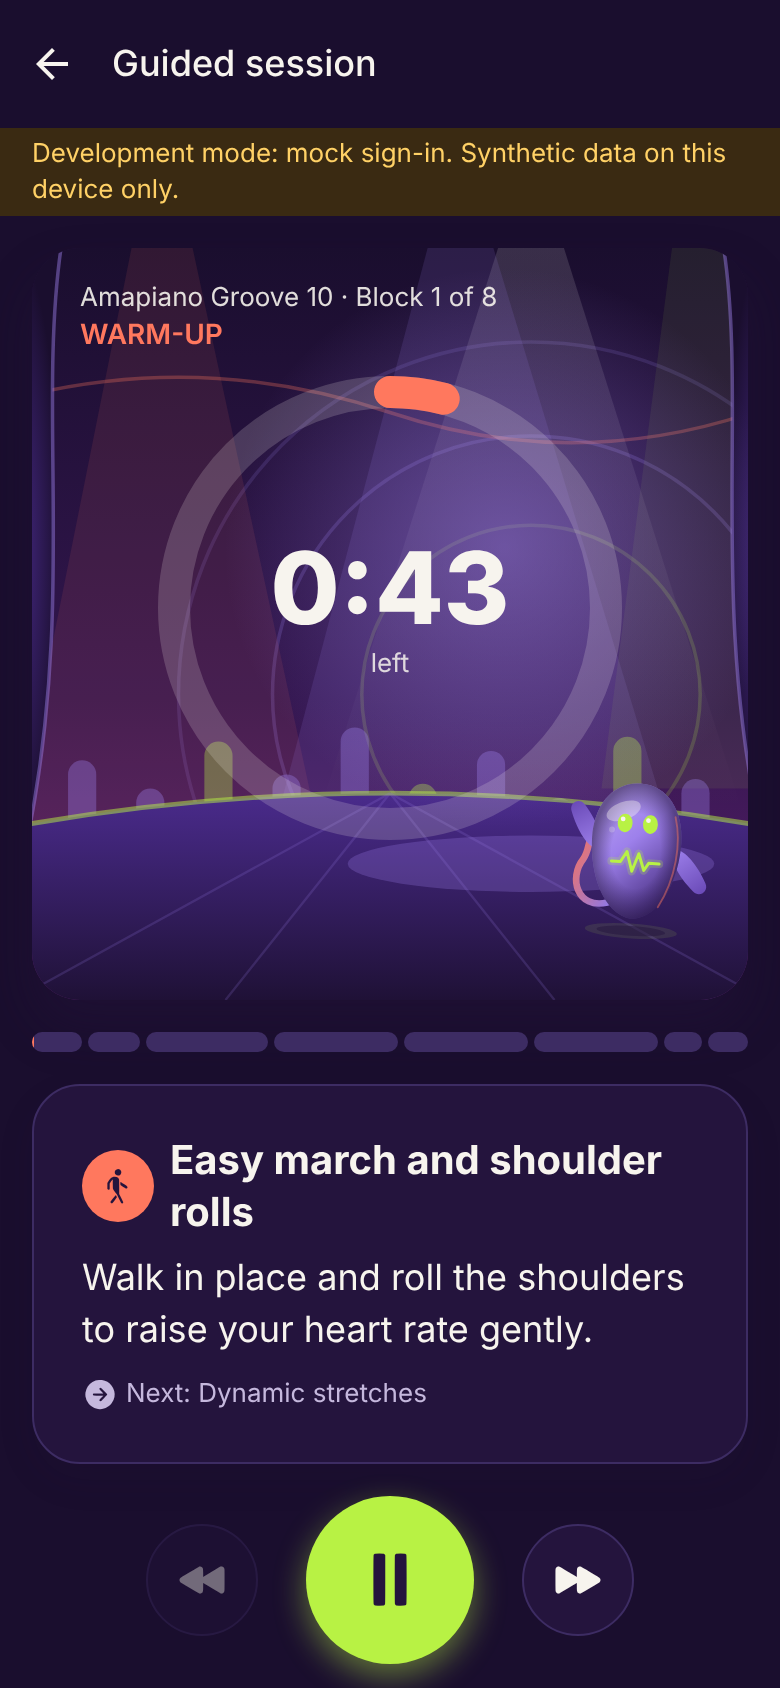 Guided session
Development mode: mock sign-in. Synthetic data on this
device only.
Amapiano Groove 10 · Block 1 of 8
WARM-UP
0:43
left
Easy march and shoulder
rolls
Walk in place and roll the shoulders
to raise your heart rate gently.
Next: Dynamic stretches